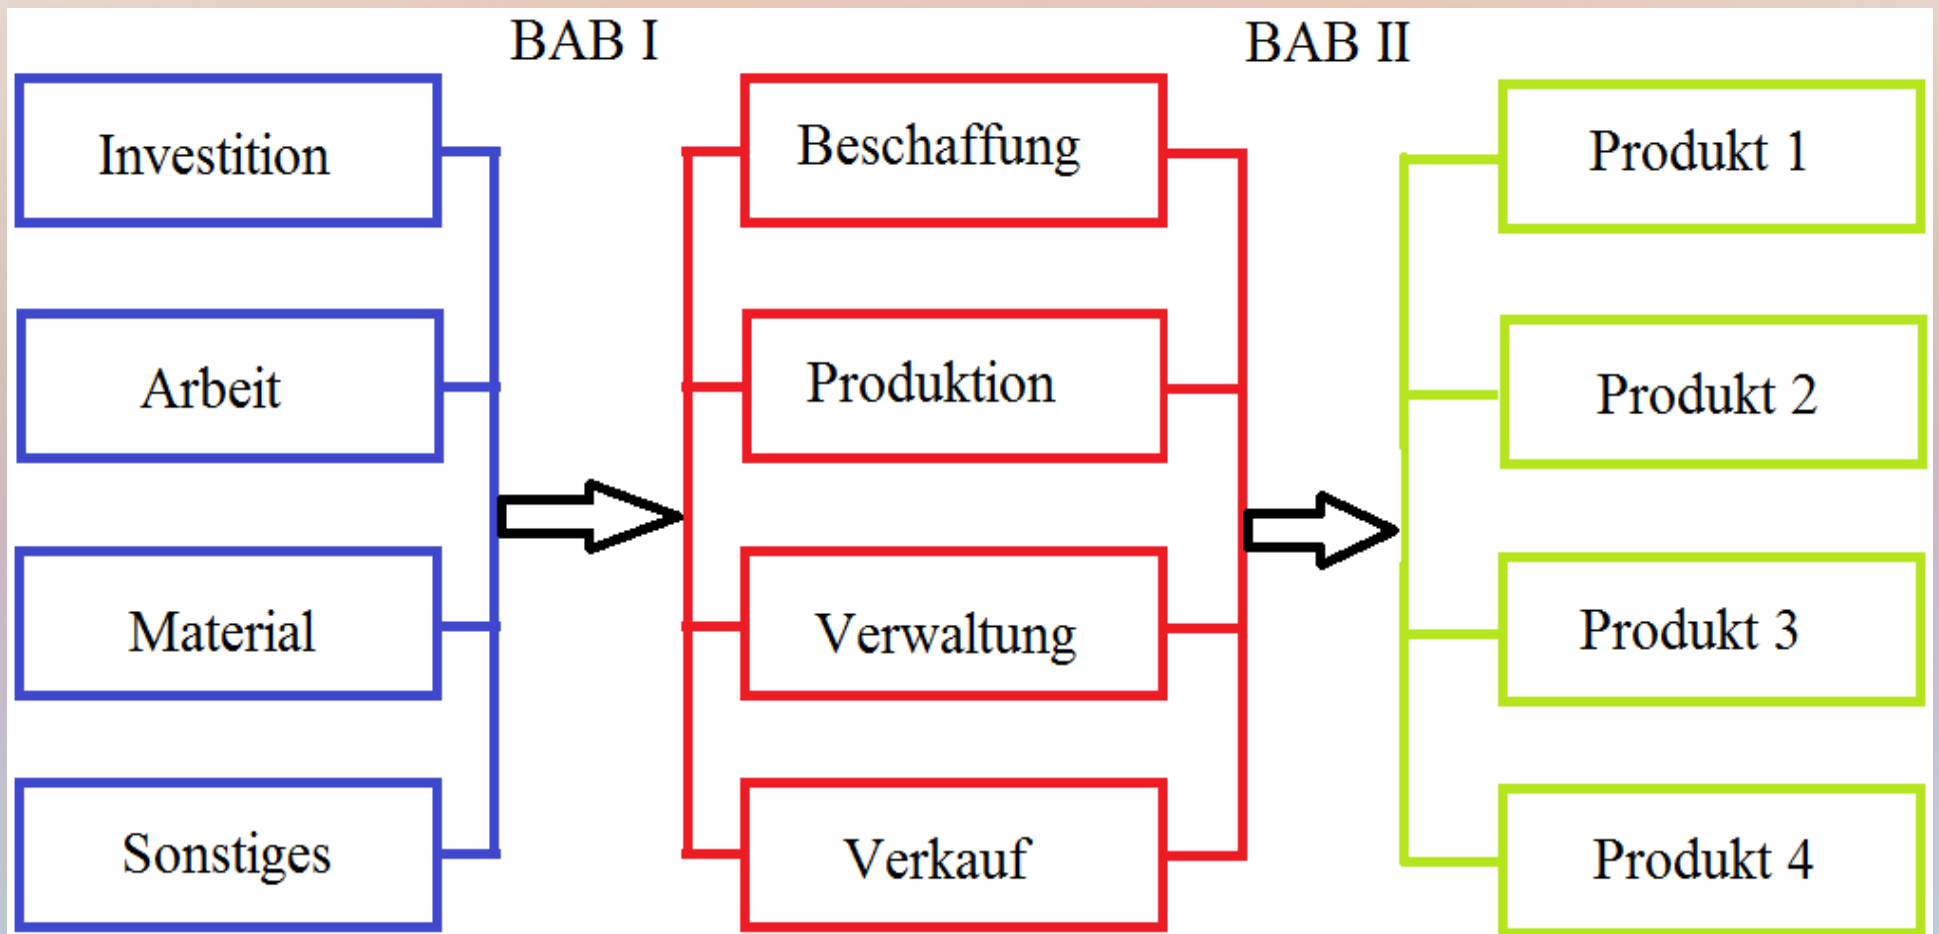 BAB I
BAB II
Investition
Beschaffung
Produkt 1
Arbeit
Produktion
Produkt 2
Material
Verwaltung
Produkt 3
Sonstiges
Verkauf
Produkt 4